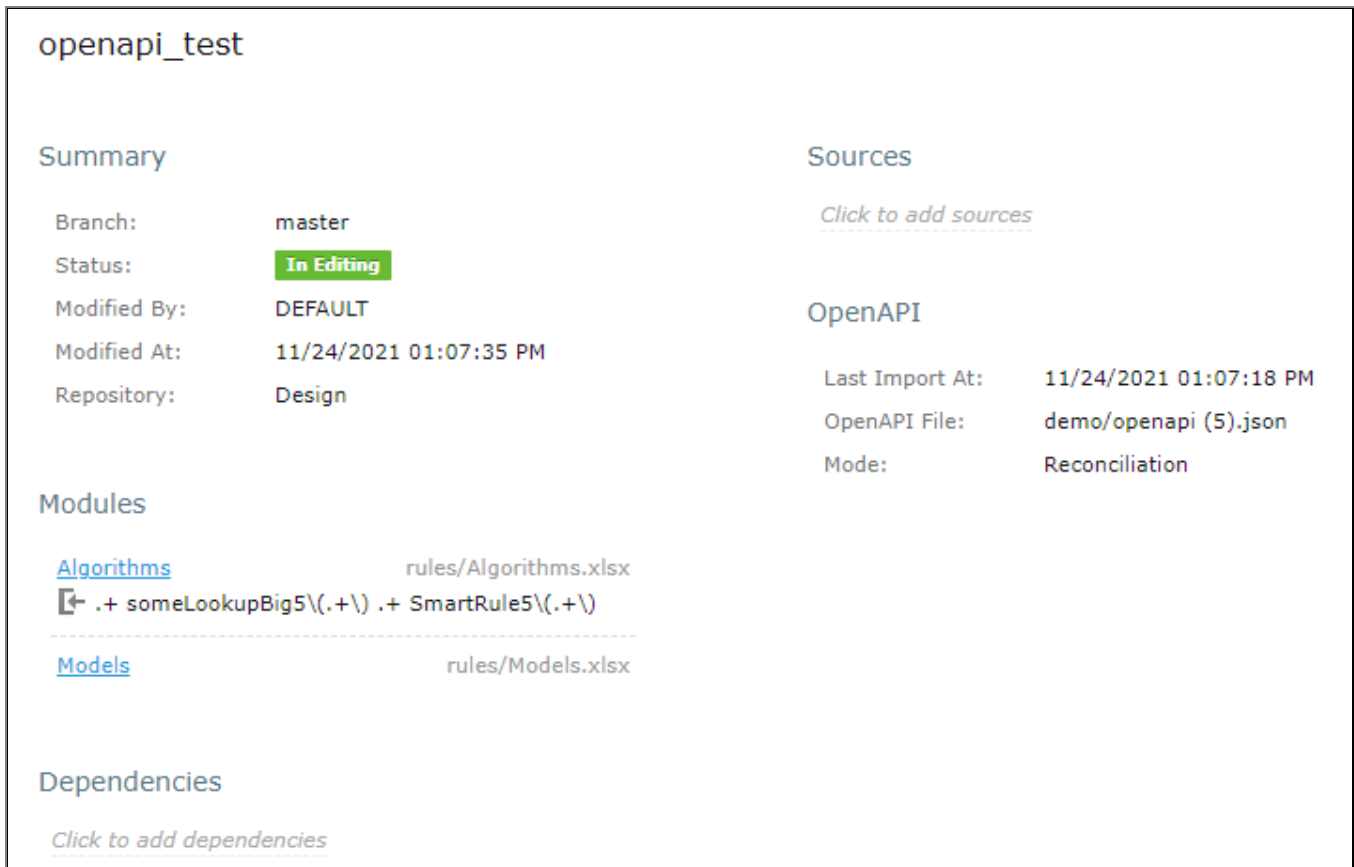 openapi_test
Summary
Branch: master
Status: In Editing
Modified By: DEFAULT
Modified At: 11/24/2021 01:07:35 PM
Repository: Design
Modules
Algorithms rules/Algorithms.xlsx
.+ someLookupBig5\(.+\) .+ SmartRule5\(.+\)
Models rules/Models.xlsx
Dependencies
Click to add dependencies
Sources
Click to add sources
OpenAPI
Last Import At: 11/24/2021 01:07:18 PM
OpenAPI File: demo/openapi (5).json
Mode: Reconciliation